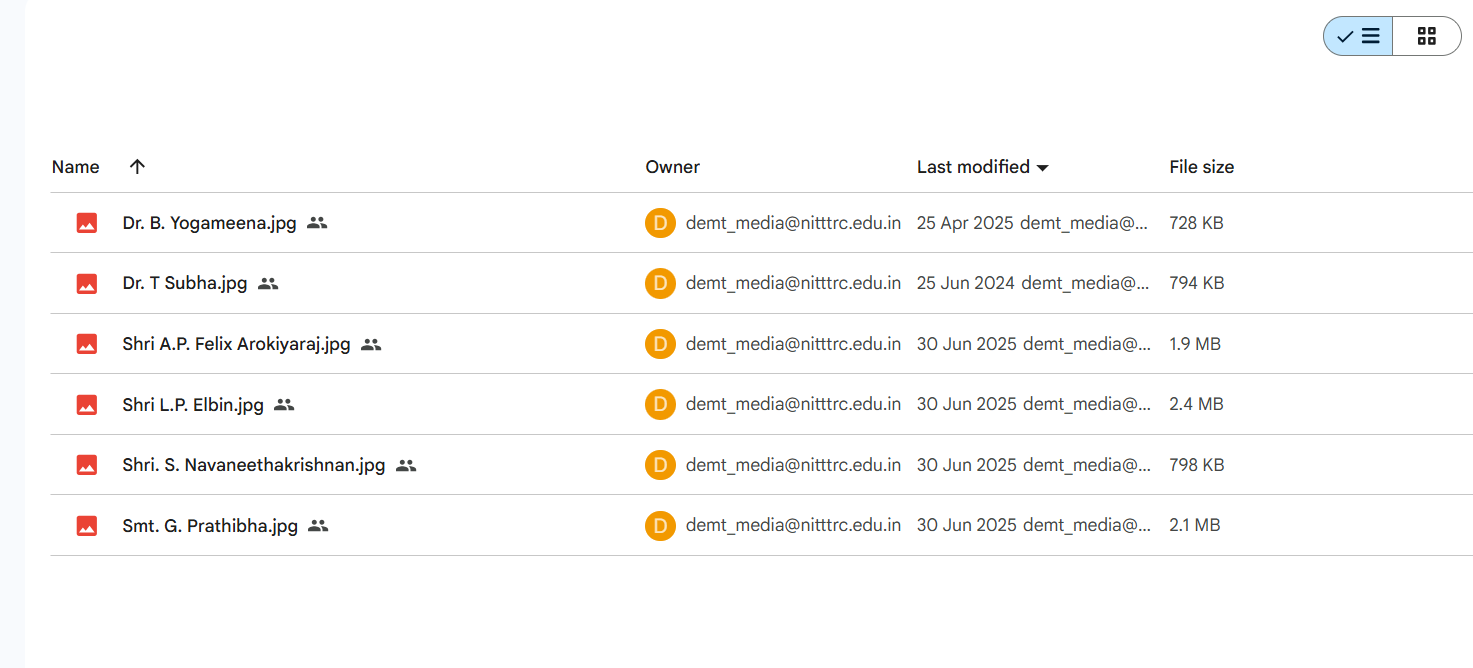 Name Owner Last modified File size
Dr. B. Yogameena.jpg D demt_media@nitttrc.edu.in 25 Apr 2025 demt_media@... 728 KB
Dr. T Subha.jpg D demt_media@nitttrc.edu.in 25 Jun 2024 demt_media@... 794 KB
Shri A.P. Felix Arokiyaraj.jpg D demt_media@nitttrc.edu.in 30 Jun 2025 demt_media@... 1.9 MB
Shri L.P. Elbin.jpg D demt_media@nitttrc.edu.in 30 Jun 2025 demt_media@... 2.4 MB
Shri. S. Navaneethakrishnan.jpg D demt_media@nitttrc.edu.in 30 Jun 2025 demt_media@... 798 KB
Smt. G. Prathibha.jpg D demt_media@nitttrc.edu.in 30 Jun 2025 demt_media@... 2.1 MB